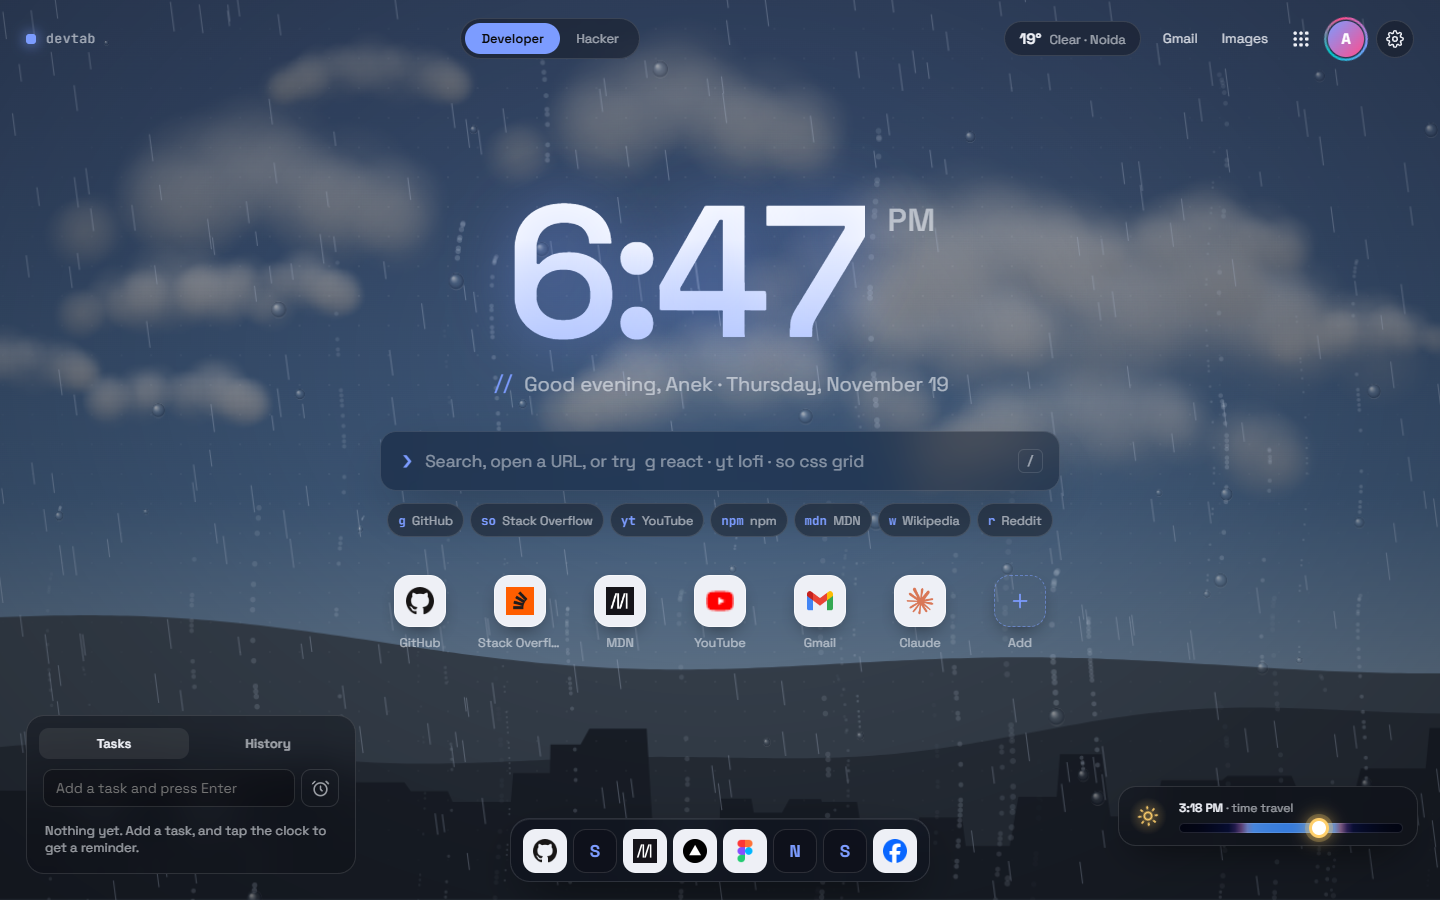 devtab
Developer
Hacker
19° Clear · Noida
Gmail
Images
A
6:47 PM
// Good evening, Anek · Thursday, November 19
❯ Search, open a URL, or try g react · yt lofi · so css grid
/
g GitHub
so Stack Overflow
yt YouTube
npm npm
mdn MDN
w Wikipedia
r Reddit
GitHub
Stack Overfl...
MDN
YouTube
Gmail
Claude
Add
Tasks
History
Add a task and press Enter
Nothing yet. Add a task, and tap the clock to
get a reminder.
S
N
S
3:18 PM · time travel